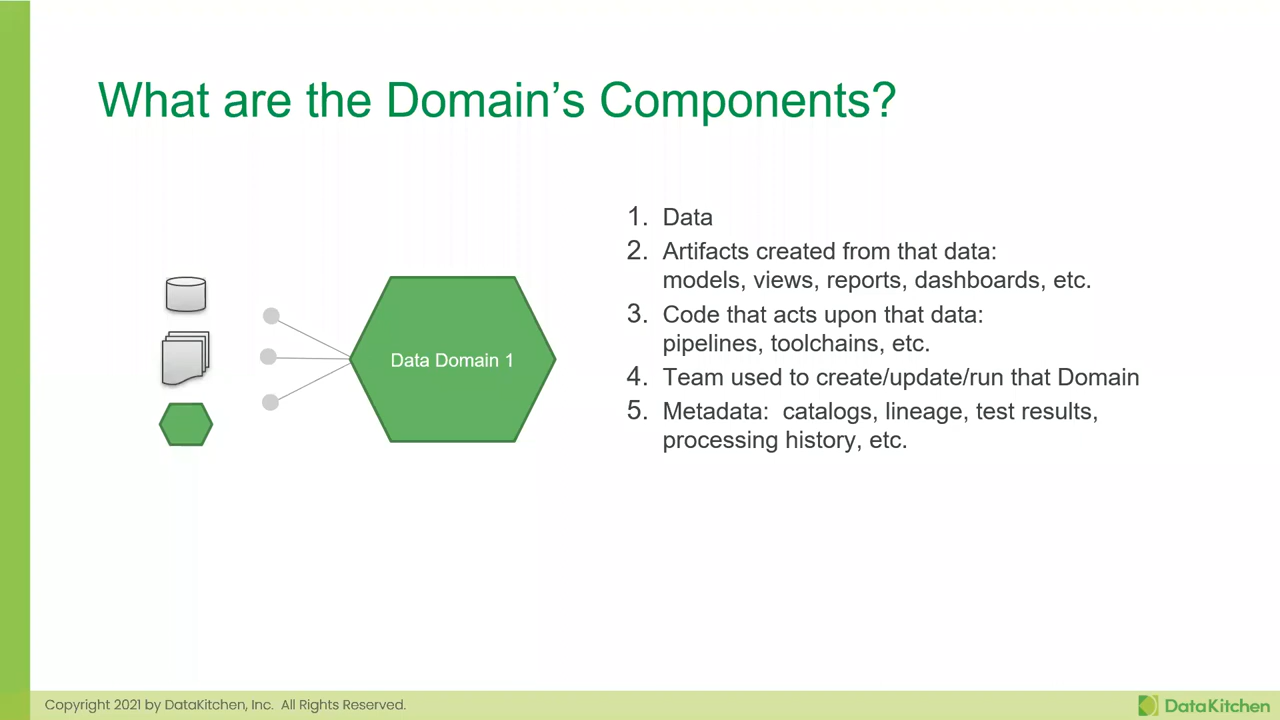 What are the Domain's Components?
Data Domain 1
1. Data
2. Artifacts created from that data:
models, views, reports, dashboards, etc.
3. Code that acts upon that data:
pipelines, toolchains, etc.
4. Team used to create/update/run that Domain
5. Metadata:  catalogs, lineage, test results,
processing history, etc.
Copyright 2021 by DataKitchen, Inc.  All Rights Reserved.
DataKitchen